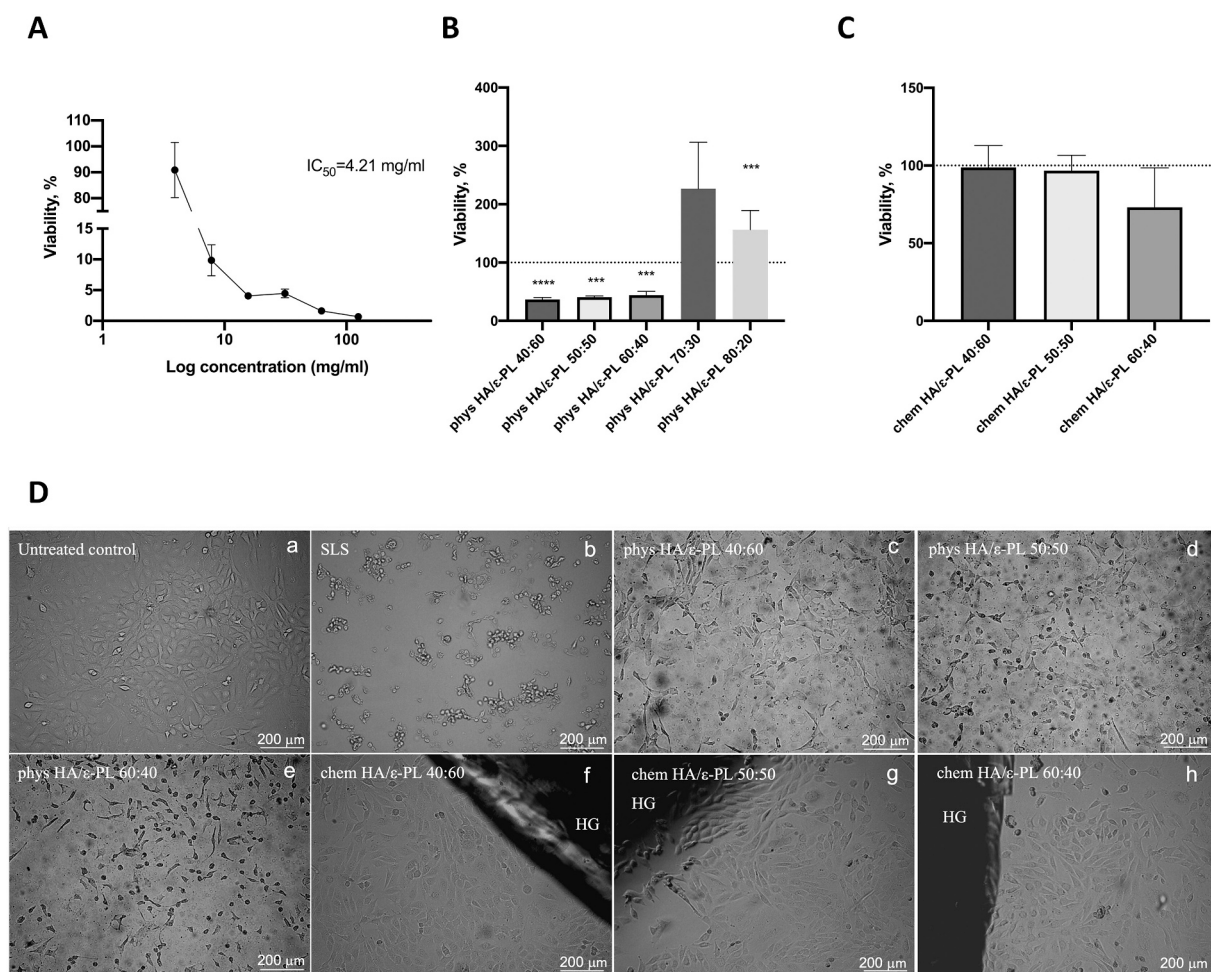 A
B
C
110
100
90
80
15
10
5
0
1
10
100
Viability, %
Log concentration (mg/ml)
IC50=4.21 mg/ml
400
300
200
100
0
Viability, %
****
***
***
***
phys HA/ε-PL 40:60
phys HA/ε-PL 50:50
phys HA/ε-PL 60:40
phys HA/ε-PL 70:30
phys HA/ε-PL 80:20
150
100
50
0
Viability, %
chem HA/ε-PL 40:60
chem HA/ε-PL 50:50
chem HA/ε-PL 60:40
D
Untreated control
a
200 µm
SLS
b
200 µm
phys HA/ε-PL 40:60
c
200 µm
phys HA/ε-PL 50:50
d
200 µm
phys HA/ε-PL 60:40
e
200 µm
chem HA/ε-PL 40:60
f
HG
200 µm
chem HA/ε-PL 50:50
g
HG
200 µm
chem HA/ε-PL 60:40
h
HG
200 µm